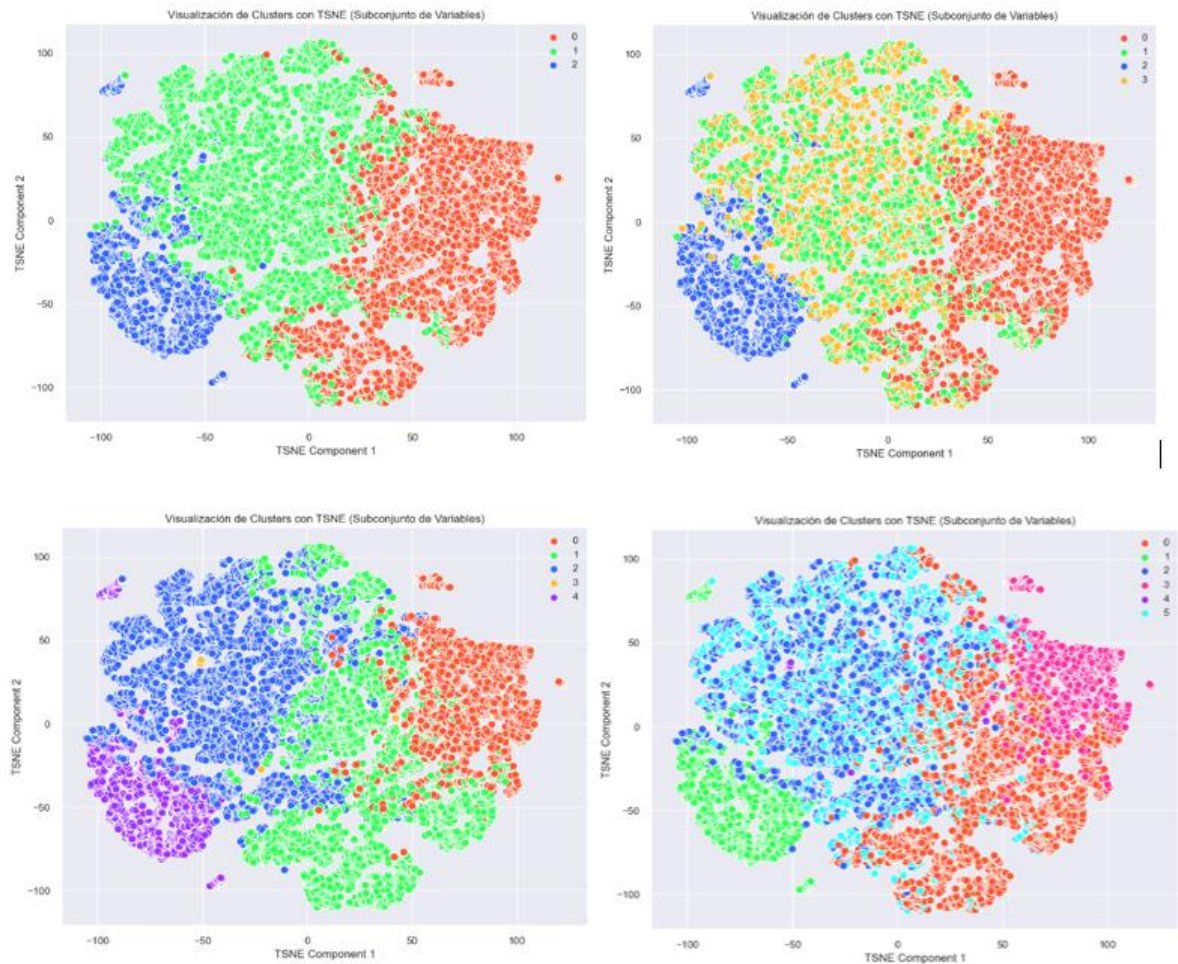 Visualización de Clusters con TSNE (Subconjunto de Variables)
0
1
2
100
50
0
−50
−100
TSNE Component 2
−100 −50 0 50 100
TSNE Component 1
Visualización de Clusters con TSNE (Subconjunto de Variables)
0
1
2
3
100
50
0
−50
−100
TSNE Component 2
−100 −50 0 50 100
TSNE Component 1
Visualización de Clusters con TSNE (Subconjunto de Variables)
0
1
2
3
4
100
50
0
−50
−100
TSNE Component 2
−100 −50 0 50 100
TSNE Component 1
Visualización de Clusters con TSNE (Subconjunto de Variables)
0
1
2
3
4
5
100
50
0
−50
−100
TSNE Component 2
−100 −50 0 50 100
TSNE Component 1